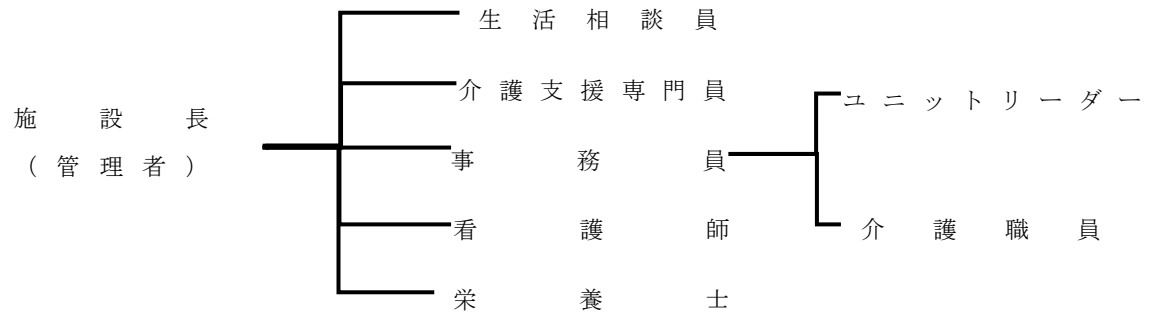 生活相談員
介護支援専門員
ユニットリーダー
施設長
(管理者)
事務員
看護師
介護職員
栄養士